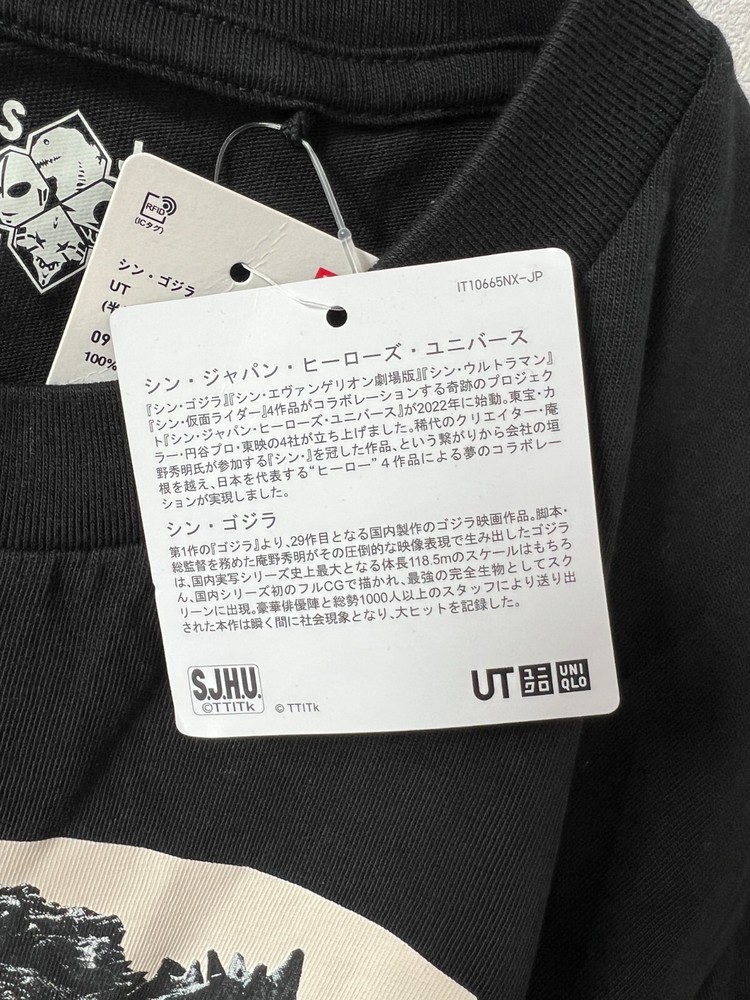 S
RFID
(ICタグ)
シン・ゴジラ
UT
(半
09
100%
IT10665NX-JP
シン・ジャパン・ヒーローズ・ユニバース
『シン・ゴジラ』『シン・エヴァンゲリオン劇場版』『シン・ウルトラマン』
『シン・仮面ライダー』4作品がコラボレーションする奇跡のプロジェク
ト『シン・ジャパン・ヒーローズ・ユニバース』が2022年に始動。東宝・カ
ラー・円谷プロ・東映の4社が立ち上げました。稀代のクリエイター・庵
野秀明氏が参加する『シン・』を冠した作品、という繋がりから会社の垣
根を越え、日本を代表する“ヒーロー”4作品による夢のコラボレー
ションが実現しました。
シン・ゴジラ
第1作の『ゴジラ』より、29作目となる国内製作のゴジラ映画作品。脚本・
総監督を務めた庵野秀明がその圧倒的な映像表現で生み出したゴジラ
は、国内実写シリーズ史上最大となる体長118.5mのスケールはもちろ
ん、国内シリーズ初のフルCGで描かれ、最強の完全生物としてスク
リーンに出現。豪華俳優陣と総勢1000人以上のスタッフにより送り出
された本作は瞬く間に社会現象となり、大ヒットを記録した。
S.J.H.U.
©TTITk
© TTITk
UT ユニクロ UNIQLO